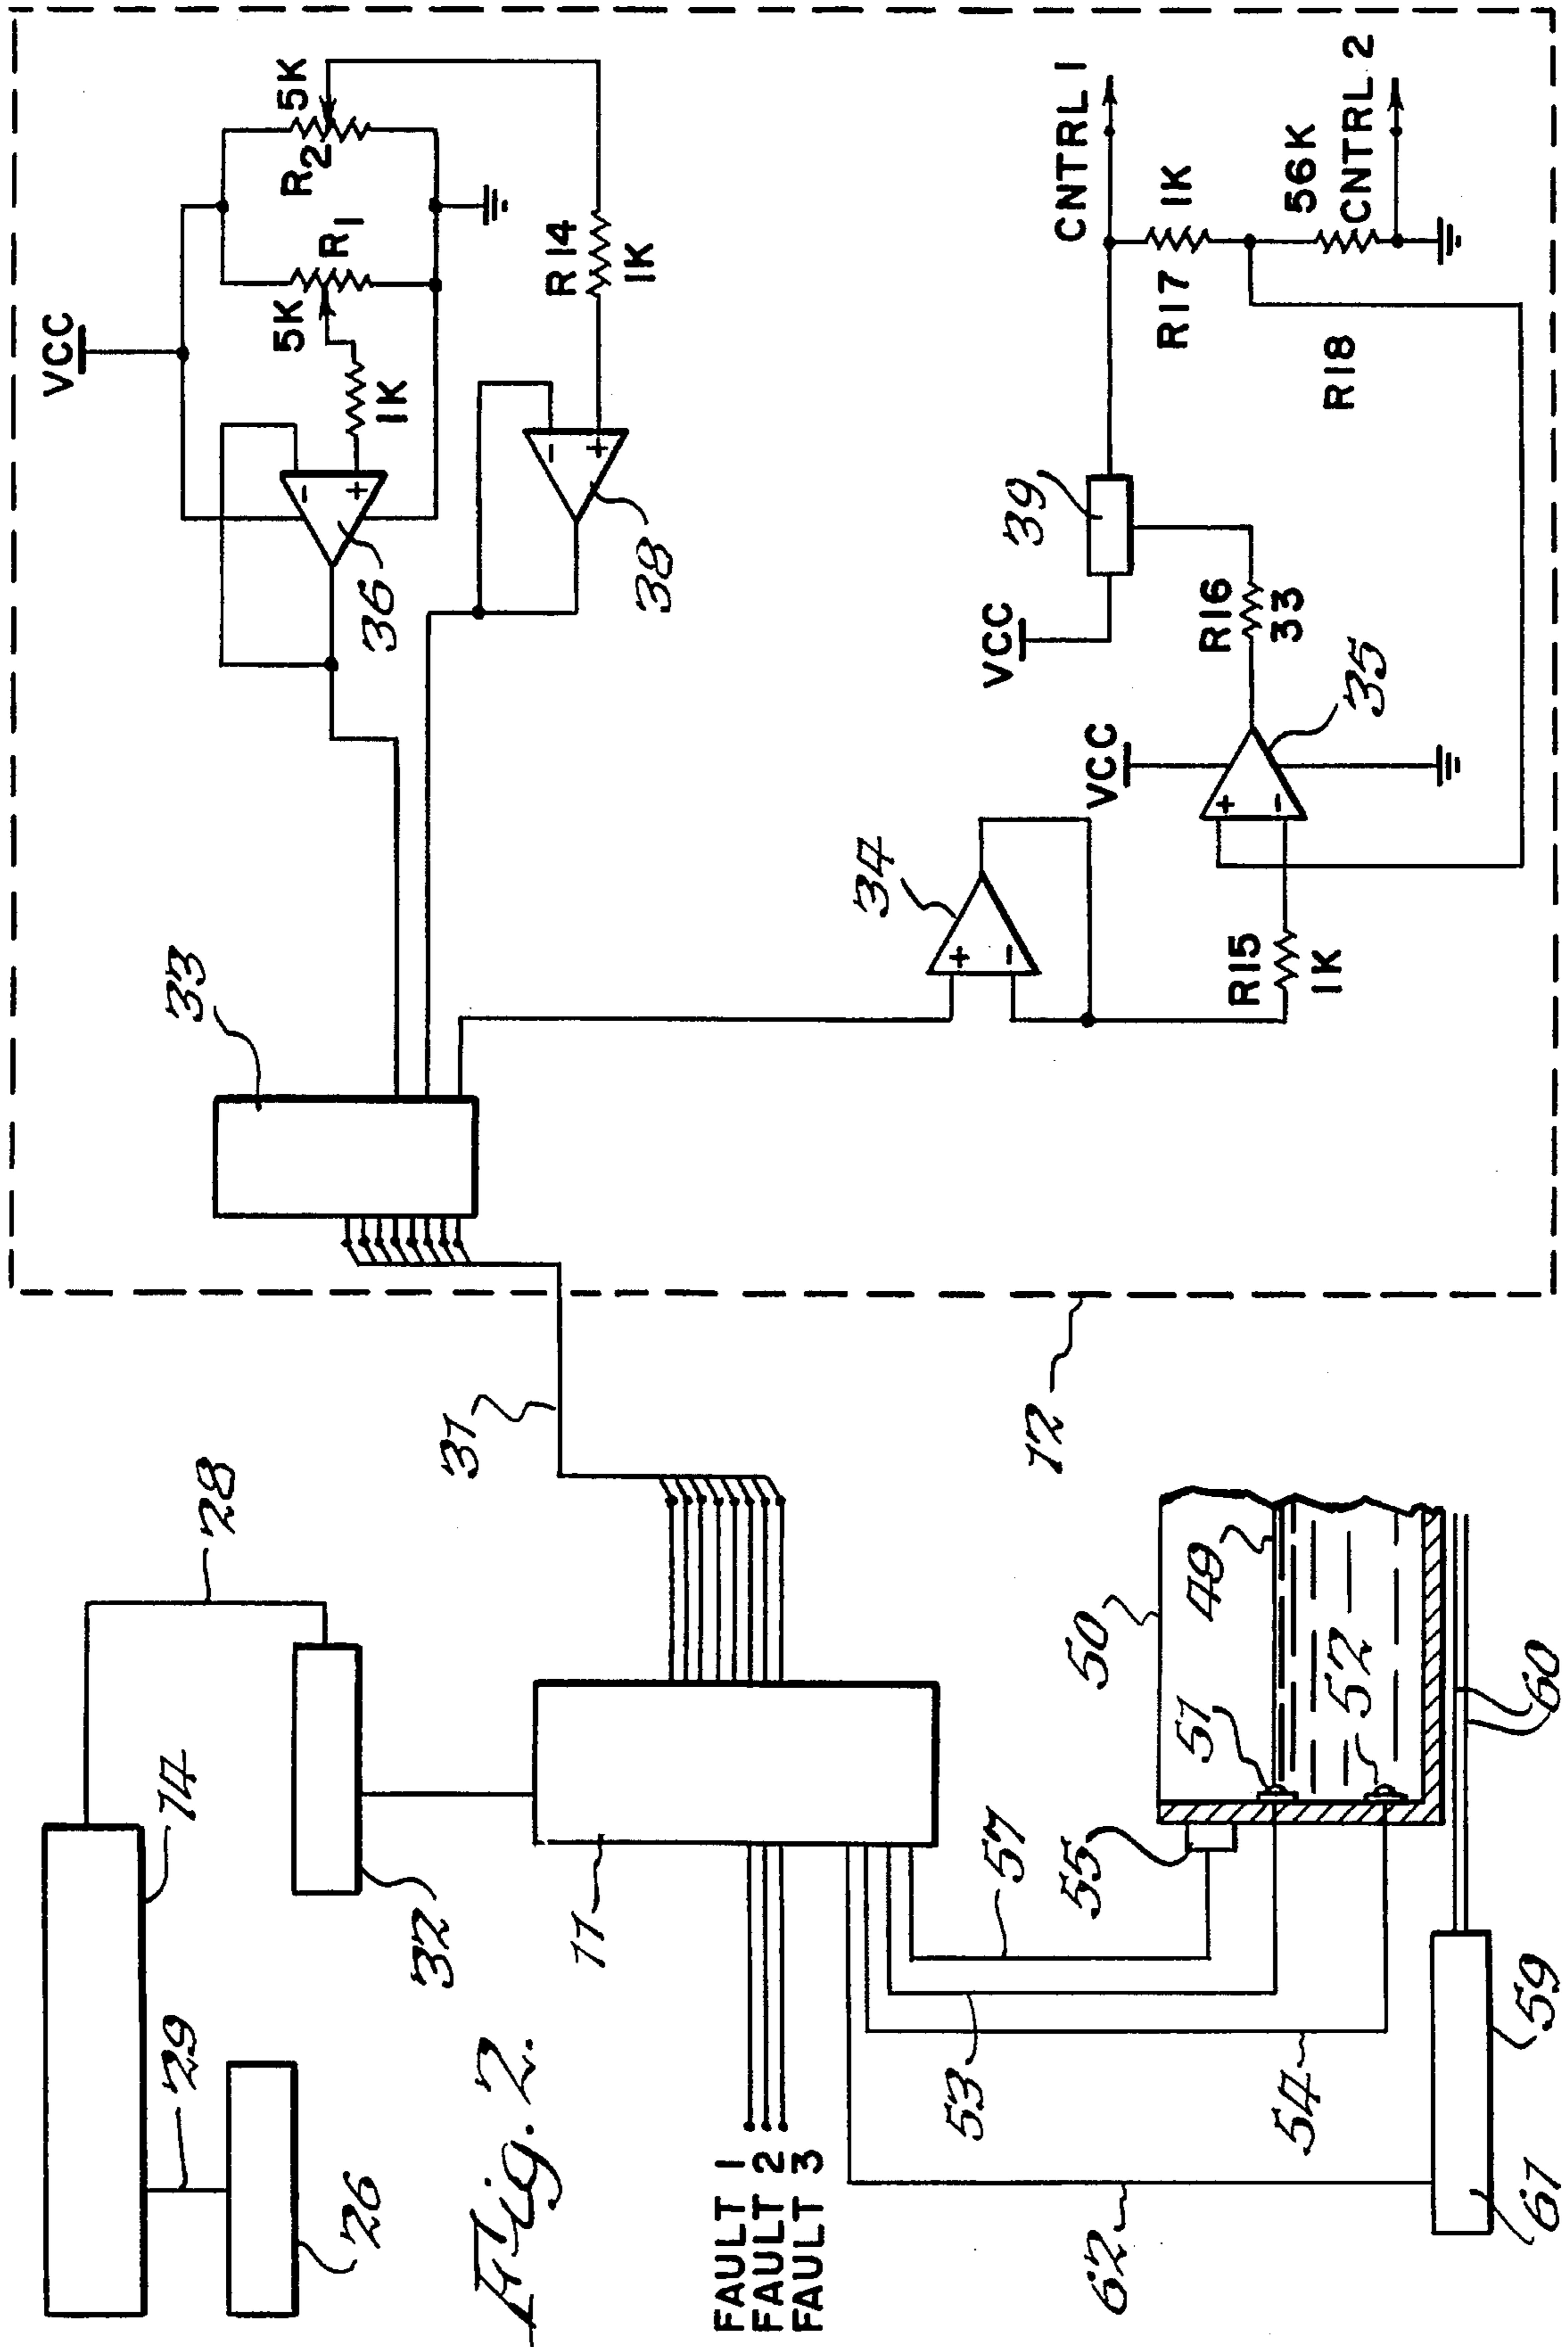 Fig. 2.
14
28
29
26
32
31
11
FAULT 1
FAULT 2
FAULT 3
62
53
54
57
55
50
49
51
52
60
59
61
12
33
VCC
5K
R1
R2
5K
1K
36
38
R14
1K
34
R15
1K
VCC
35
R16
33
VCC
39
CNTRL 1
R17
1K
R18
56K
CNTRL 2
+
-
+
-
+
-
+
-